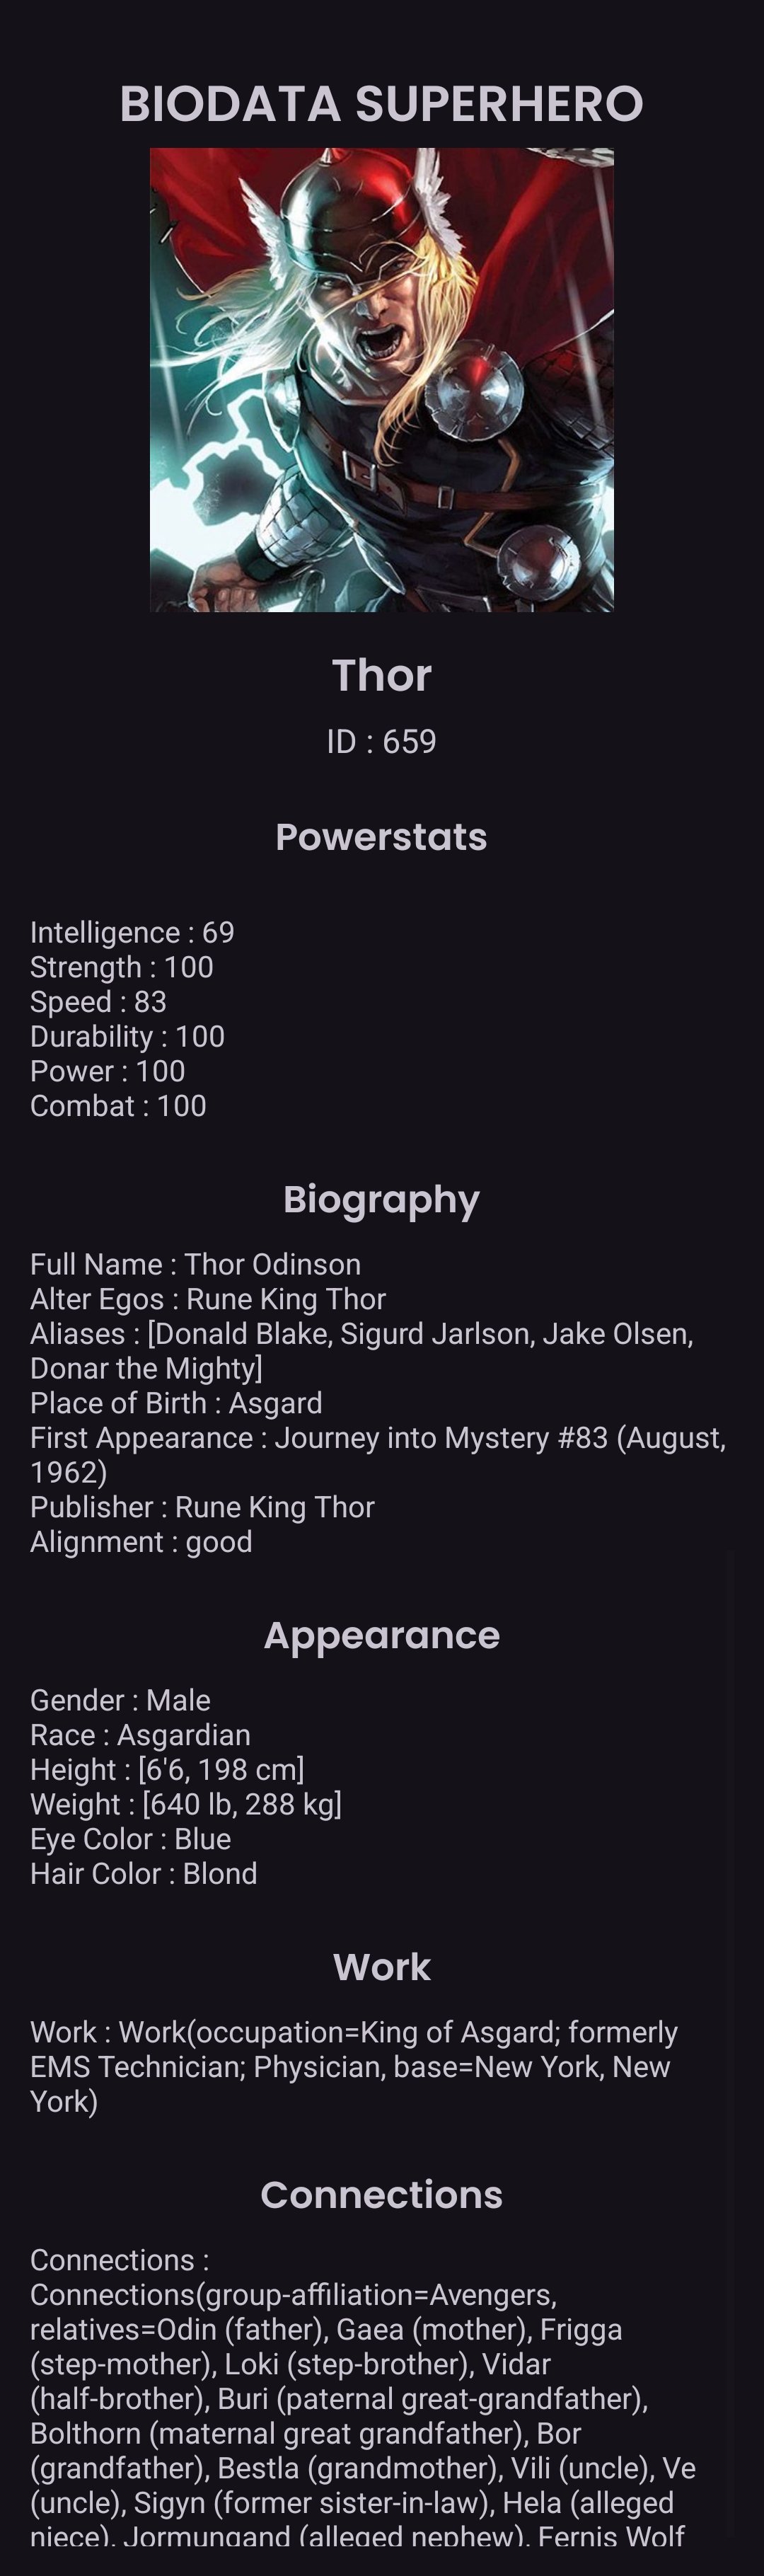 BIODATA SUPERHERO
Thor
ID : 659
Powerstats
Intelligence : 69
Strength : 100
Speed : 83
Durability : 100
Power : 100
Combat : 100
Biography
Full Name : Thor Odinson
Alter Egos : Rune King Thor
Aliases : [Donald Blake, Sigurd Jarlson, Jake Olsen,
Donar the Mighty]
Place of Birth : Asgard
First Appearance : Journey into Mystery #83 (August,
1962)
Publisher : Rune King Thor
Alignment : good
Appearance
Gender : Male
Race : Asgardian
Height : [6'6, 198 cm]
Weight : [640 lb, 288 kg]
Eye Color : Blue
Hair Color : Blond
Work
Work : Work(occupation=King of Asgard; formerly
EMS Technician; Physician, base=New York, New
York)
Connections
Connections :
Connections(group-affiliation=Avengers,
relatives=Odin (father), Gaea (mother), Frigga
(step-mother), Loki (step-brother), Vidar
(half-brother), Buri (paternal great-grandfather),
Bolthorn (maternal great grandfather), Bor
(grandfather), Bestla (grandmother), Vili (uncle), Ve
(uncle), Sigyn (former sister-in-law), Hela (alleged
niece), Jormungand (alleged nephew), Fernis Wolf